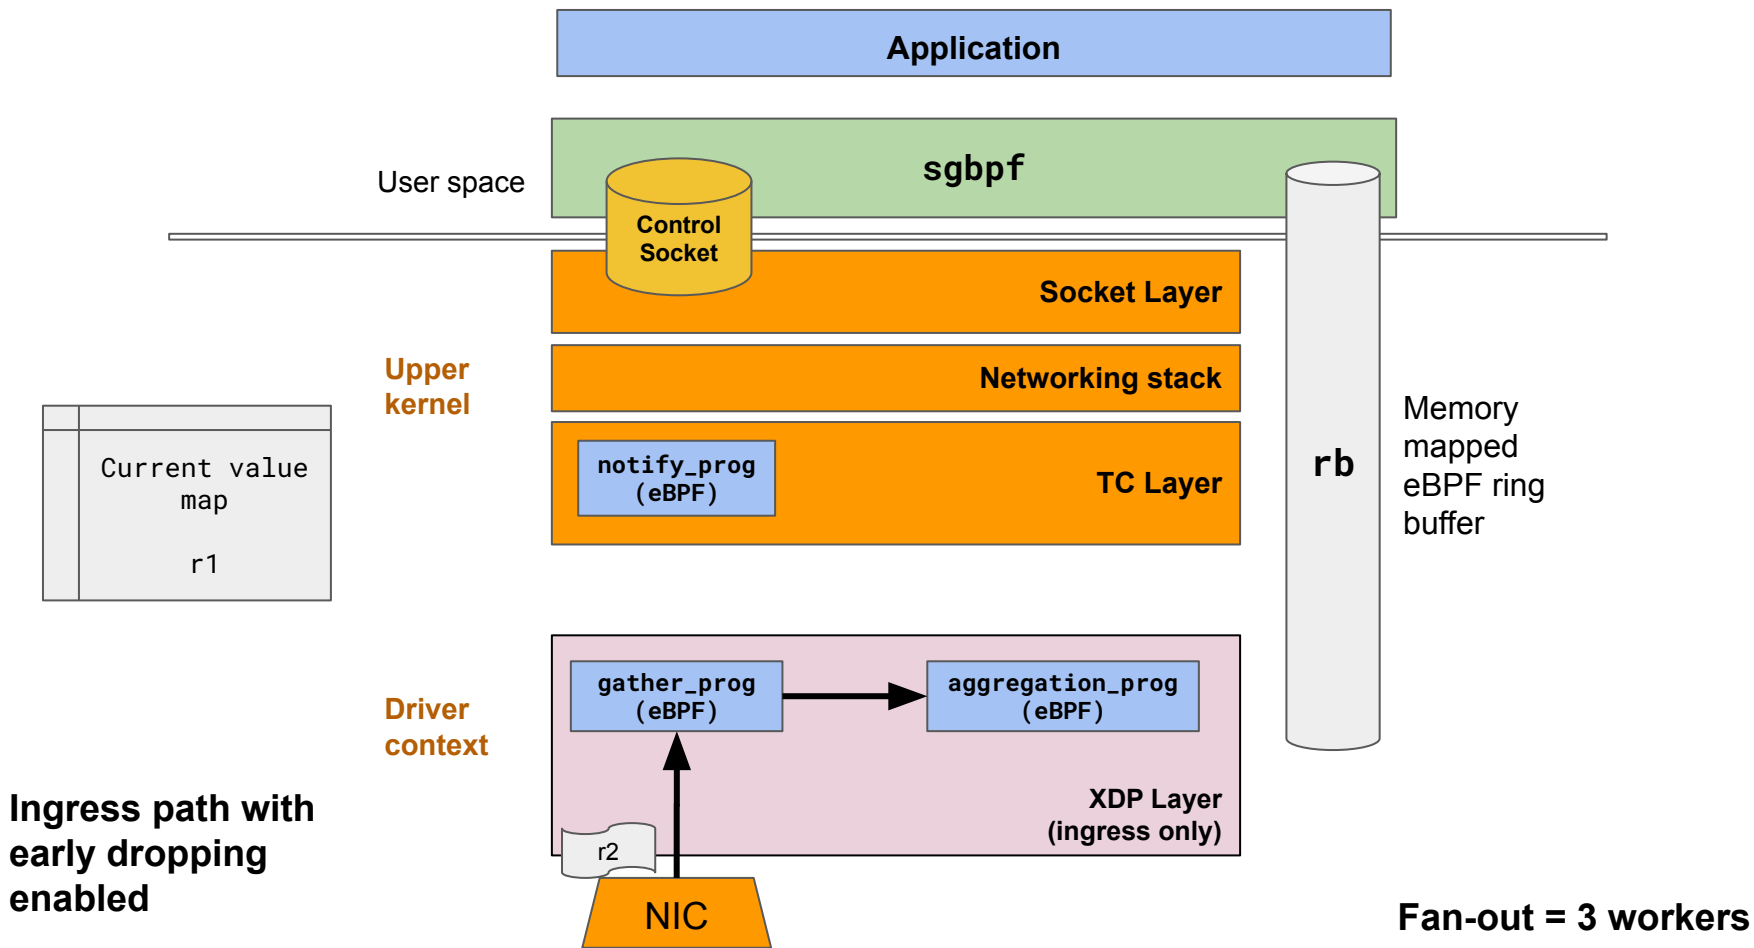 Application
sgbpf
User space
Control
Socket
Socket Layer
Upper
kernel
Networking stack
Current value
map
r1
notify_prog
(eBPF)
TC Layer
rb
Memory
mapped
eBPF ring
buffer
Driver
context
gather_prog
(eBPF)
aggregation_prog
(eBPF)
XDP Layer
(ingress only)
r2
NIC
Ingress path with
early dropping
enabled
Fan-out = 3 workers